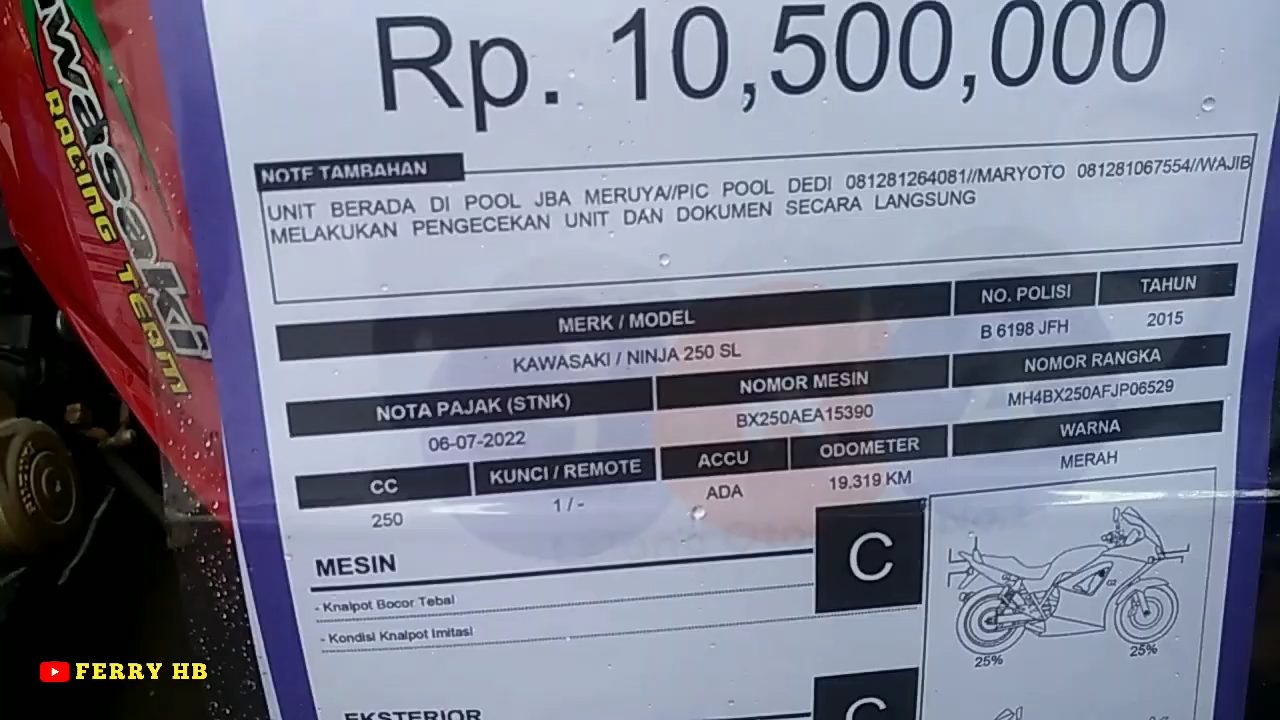 Rp. 10,500,000
NOTE TAMBAHAN
UNIT BERADA DI POOL JBA MERUYA//PIC POOL DEDI 081281264081//MARYOTO 081281067554//WAJIB
MELAKUKAN PENGECEKAN UNIT DAN DOKUMEN SECARA LANGSUNG
MERK / MODEL
NO. POLISI
TAHUN
KAWASAKI / NINJA 250 SL
B 6198 JFH
2015
NOTA PAJAK (STNK)
NOMOR MESIN
NOMOR RANGKA
06-07-2022
BX250AEA15390
MH4BX250AFJP06529
CC
KUNCI / REMOTE
ACCU
ODOMETER
WARNA
250
1 / -
ADA
19.319 KM
MERAH
MESIN
C
- Knalpot Bocor Tebal
- Kondisi Knalpot Imitasi
25%
25%
EKSTERIOR
C
wasaki
RACING TEAM
FERRY HB